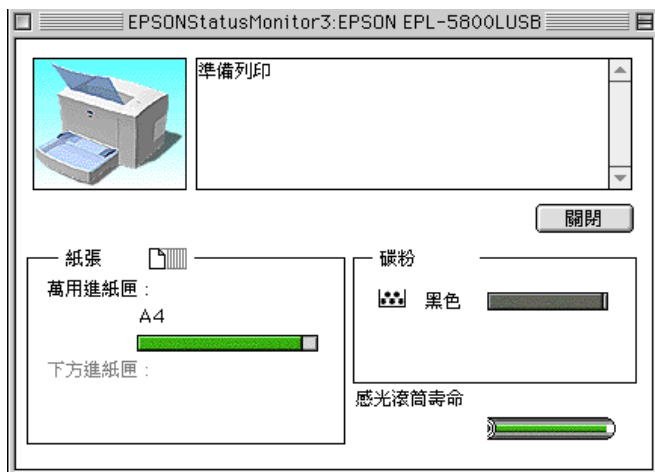 EPSONStatusMonitor3:EPSON EPL-5800LUSB
準備列印
關閉
紙張
萬用進紙匣：
A4
下方進紙匣：
碳粉
黑色
感光滾筒壽命